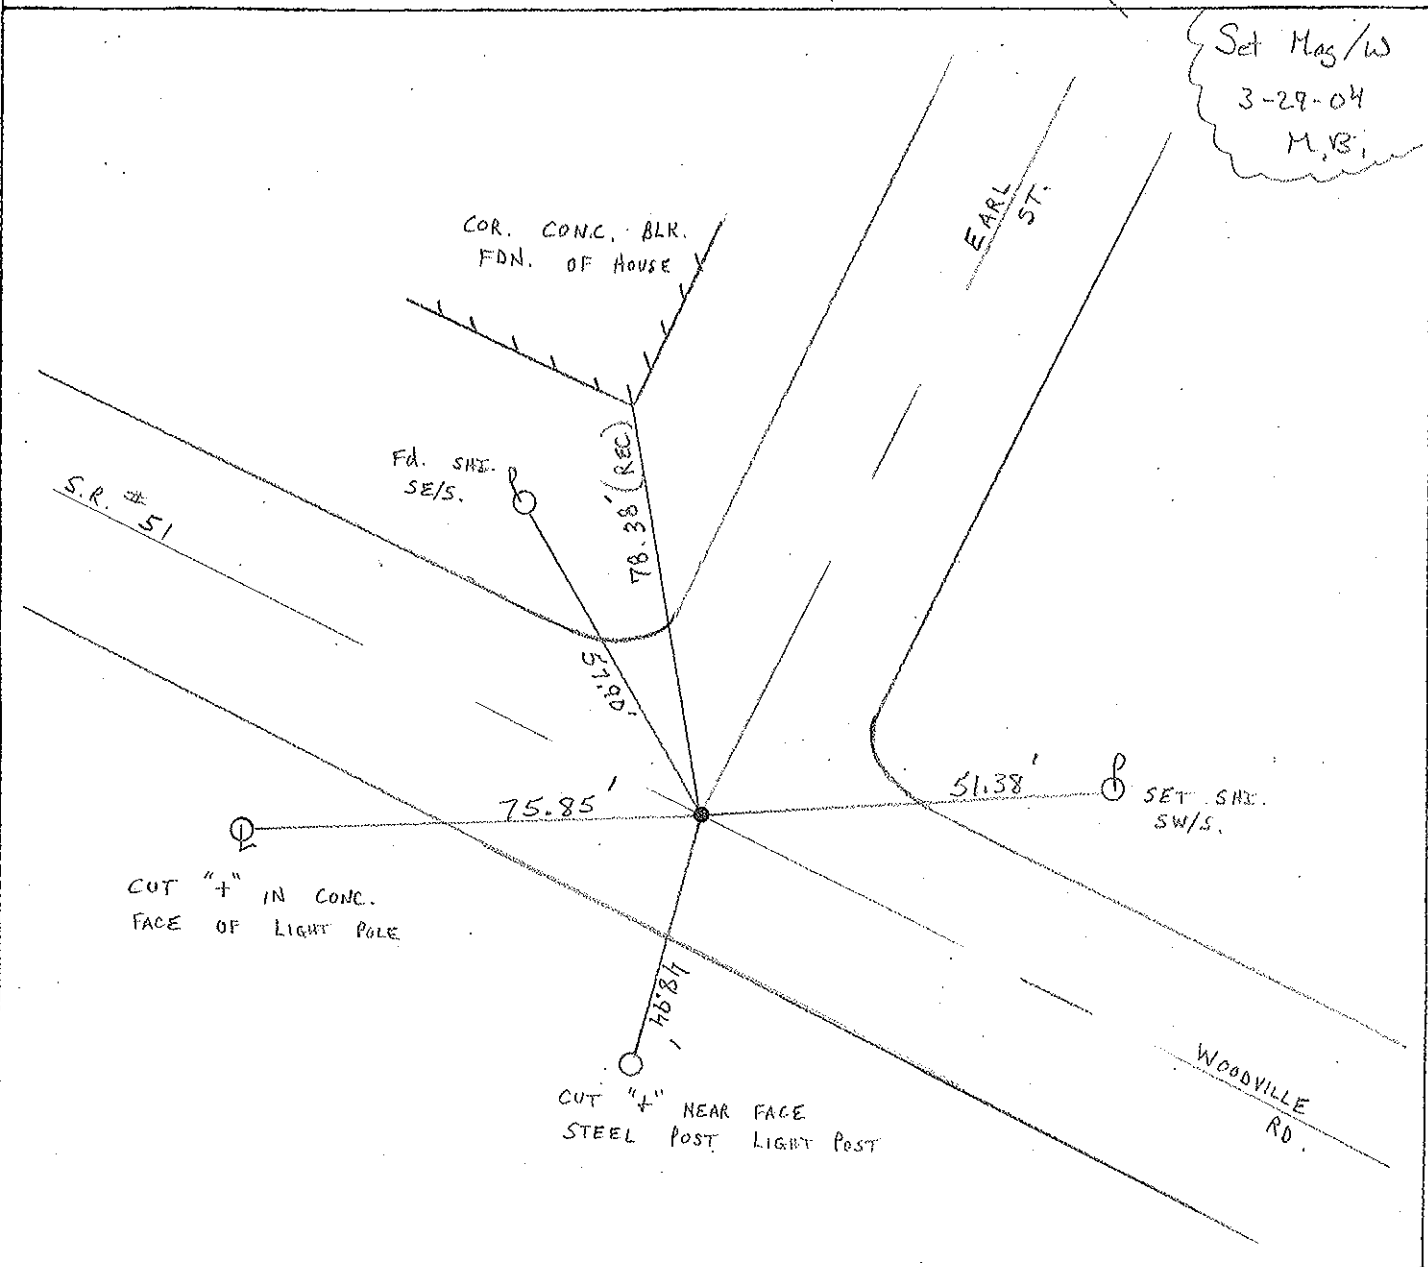 Set Mag/W
3-29-04
M.B.
EARL
ST.
COR. CONC. BLK.
FDN. OF HOUSE
78.38' (REC)
Fd. SHI.
SE/S.
S.R. #
51
57.90'
75.85'
51.38'
SET SHI.
SW/S.
CUT "+" IN CONC.
FACE OF LIGHT POLE
48.94'
CUT "+" NEAR FACE
STEEL POST LIGHT POST
WOODVILLE
RD.